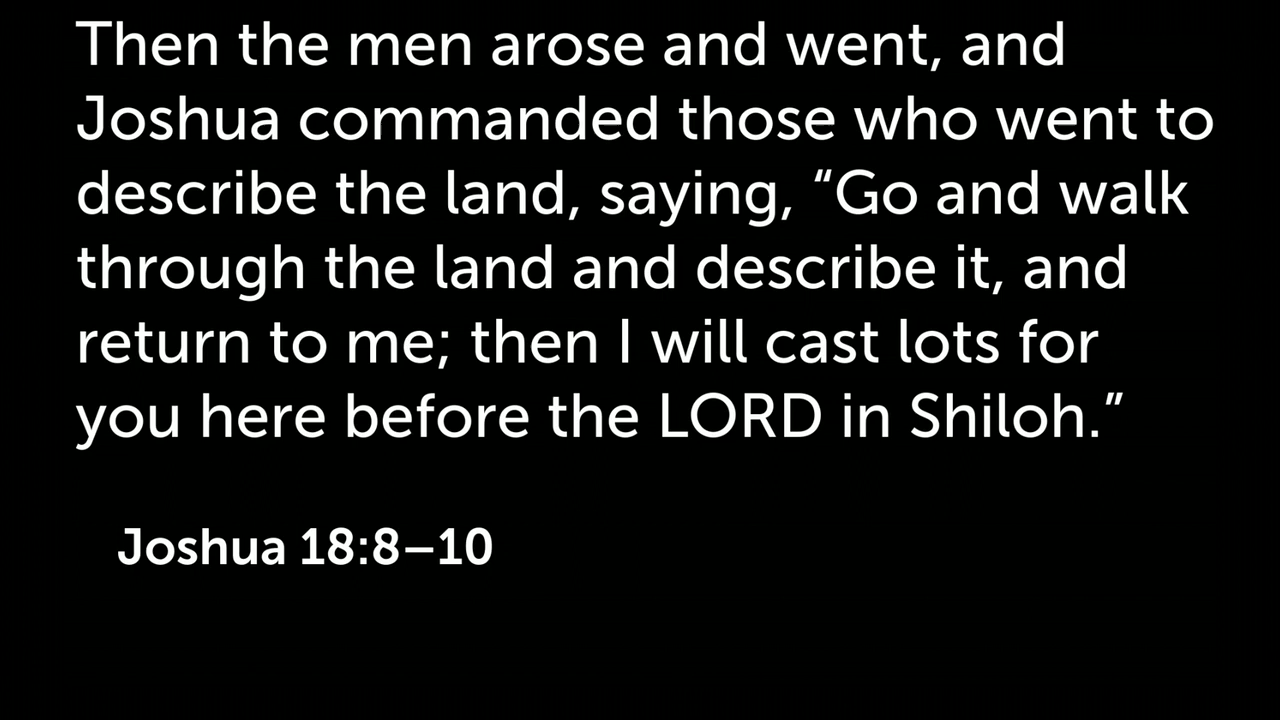 Then the men arose and went, and
Joshua commanded those who went to
describe the land, saying, “Go and walk
through the land and describe it, and
return to me; then I will cast lots for
you here before the LORD in Shiloh.”
Joshua 18:8–10